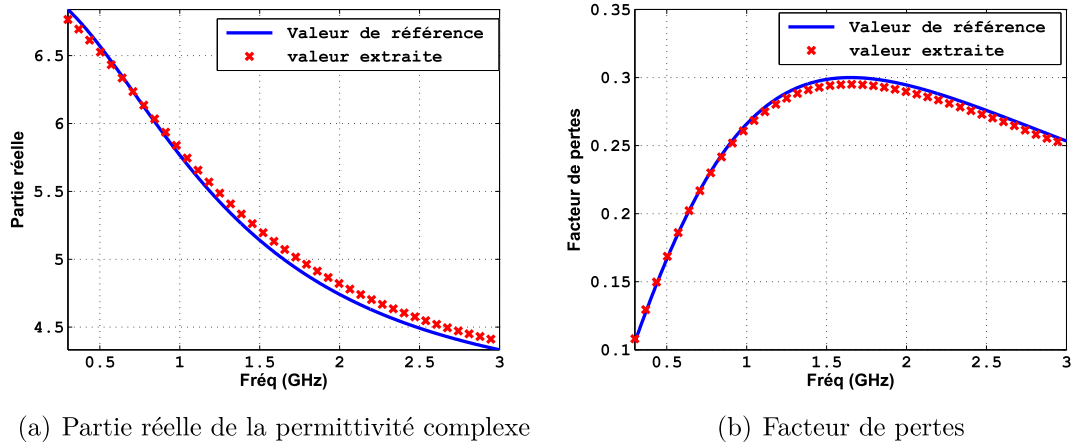 Valeur de référence
valeur extraite
6.5
6
5.5
5
4.5
0.5
1
1.5
2
2.5
3
Partie réelle
Fréq (GHz)
(a) Partie réelle de la permittivité complexe
Valeur de référence
valeur extraite
0.35
0.3
0.25
0.2
0.15
0.1
0.5
1
1.5
2
2.5
3
Facteur de pertes
Fréq (GHz)
(b) Facteur de pertes